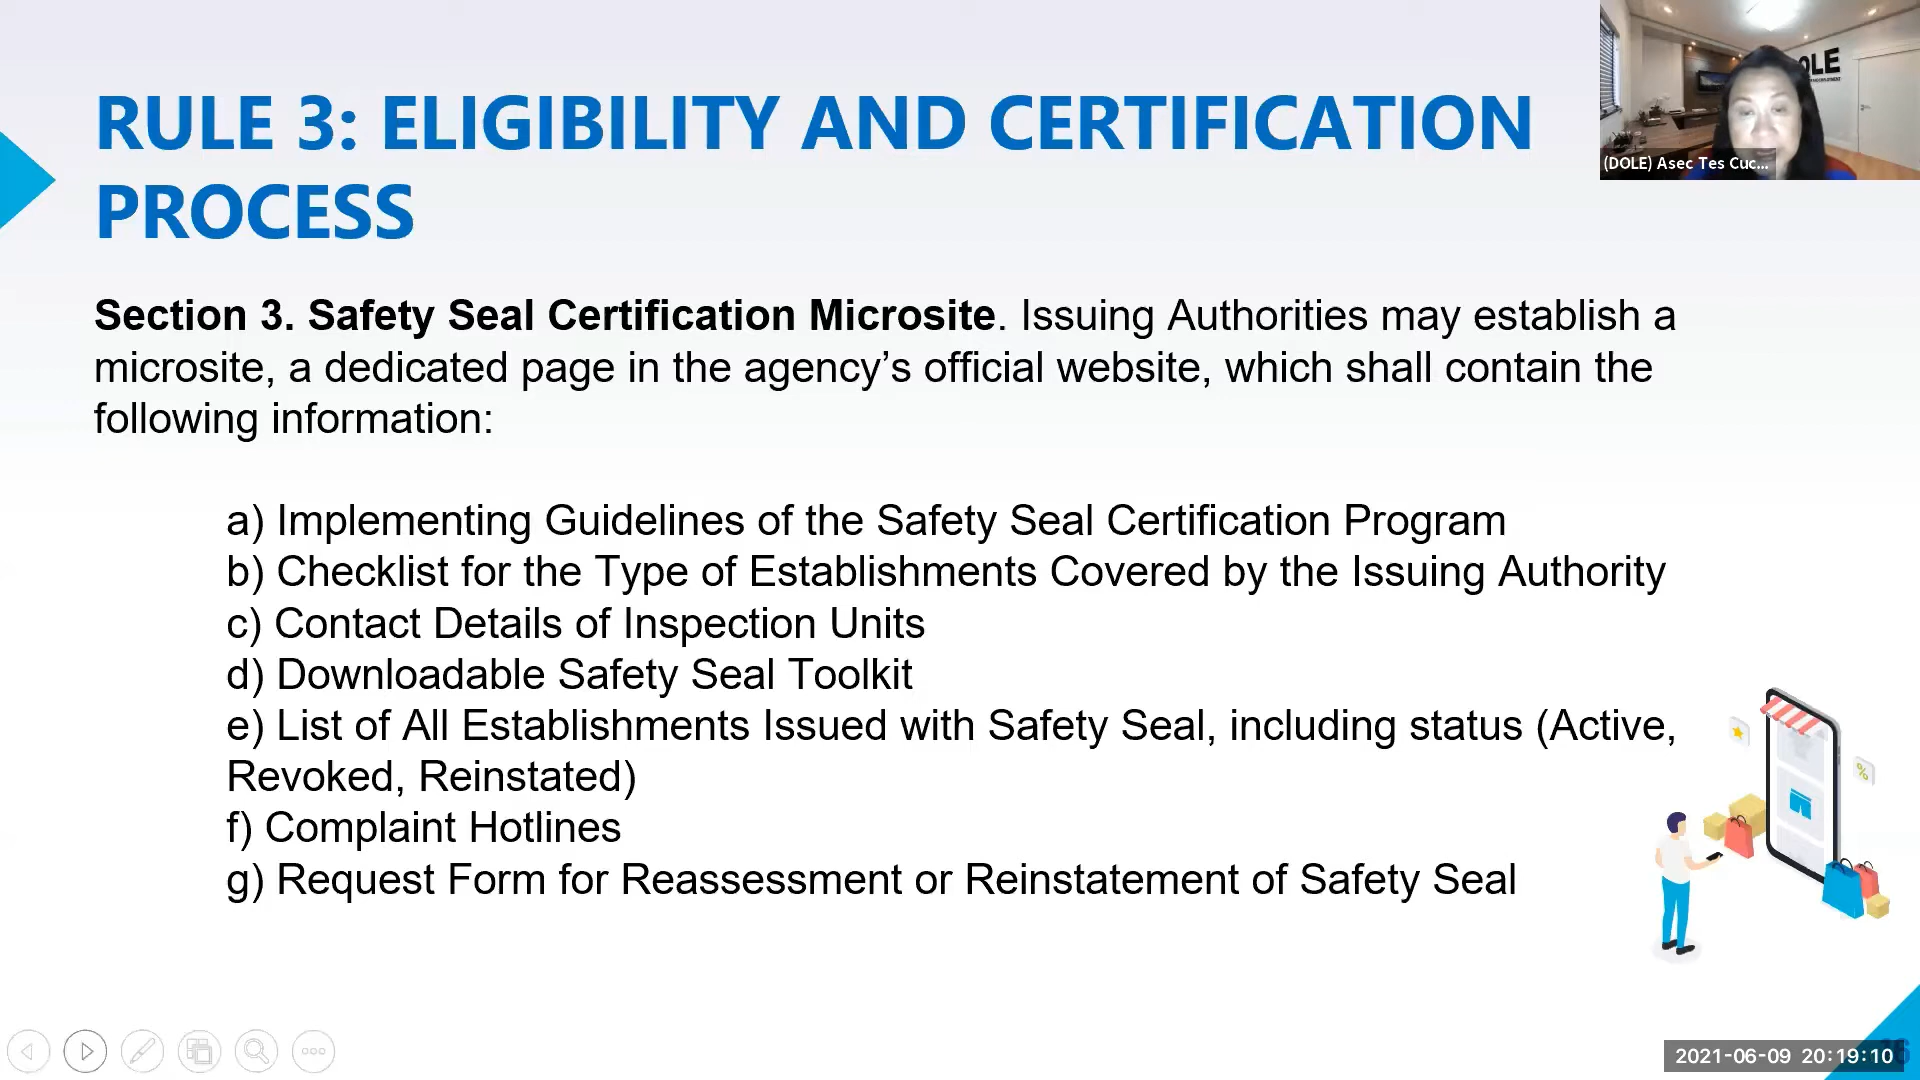 RULE 3: ELIGIBILITY AND CERTIFICATION
PROCESS
(DOLE) Asec Tes Cuc...
Section 3. Safety Seal Certification Microsite. Issuing Authorities may establish a
microsite, a dedicated page in the agency’s official website, which shall contain the
following information:
a) Implementing Guidelines of the Safety Seal Certification Program
b) Checklist for the Type of Establishments Covered by the Issuing Authority
c) Contact Details of Inspection Units
d) Downloadable Safety Seal Toolkit
e) List of All Establishments Issued with Safety Seal, including status (Active,
Revoked, Reinstated)
f) Complaint Hotlines
g) Request Form for Reassessment or Reinstatement of Safety Seal
%
2021-06-09 20:19:10